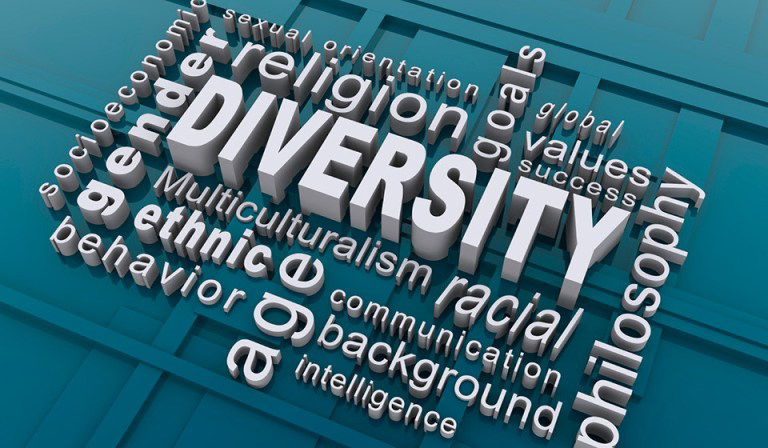 socioeconomic
sexual orientation
gender
religion
goals
global
values
success
DIVERSITY
philosophy
Multiculturalism
ethnic
behavior
age
racial
communication
background
intelligence